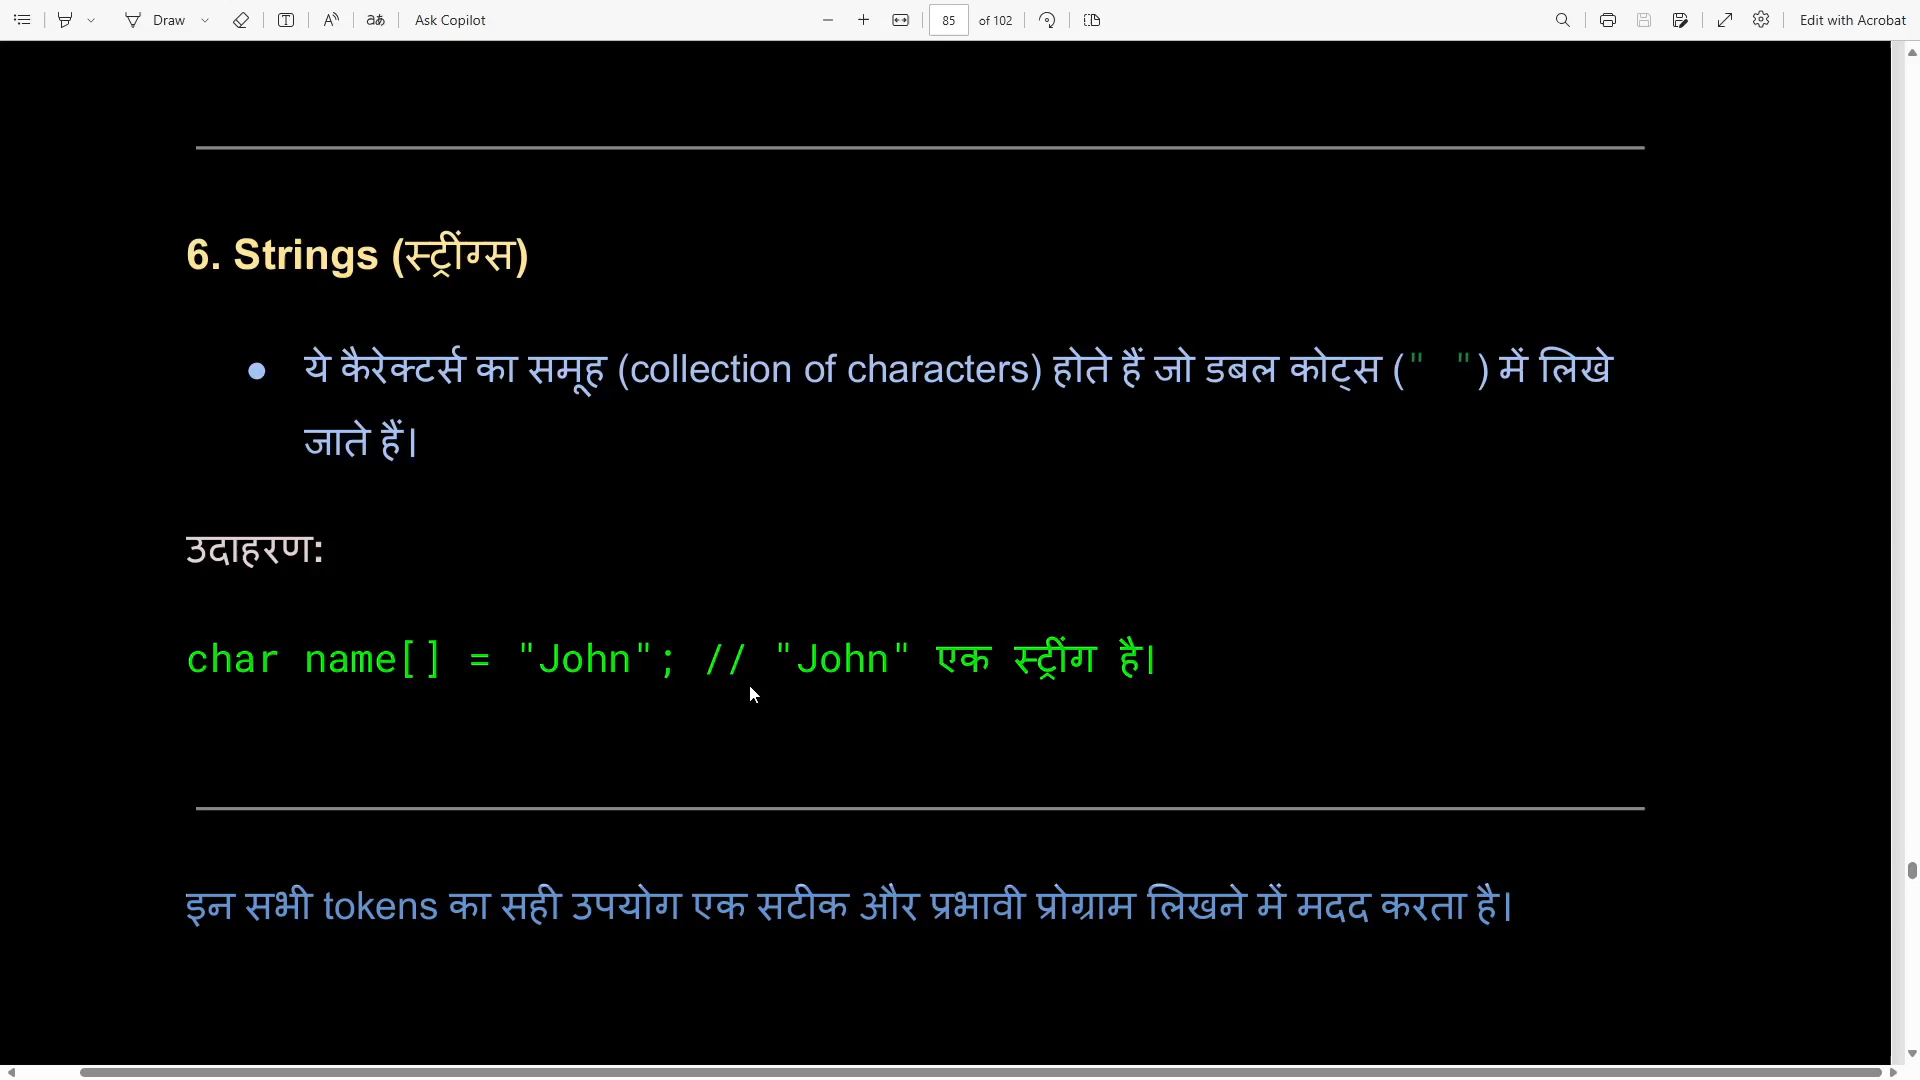 Draw
Ask Copilot
85 of 102
Edit with Acrobat
6. Strings (स्ट्रींग्स)
● ये कैरेक्टर्स का समूह (collection of characters) होते हैं जो डबल कोट्स (" ") में लिखे
जाते हैं।
उदाहरण:
char name[] = "John"; // "John" एक स्ट्रींग है।
इन सभी tokens का सही उपयोग एक सटीक और प्रभावी प्रोग्राम लिखने में मदद करता है।